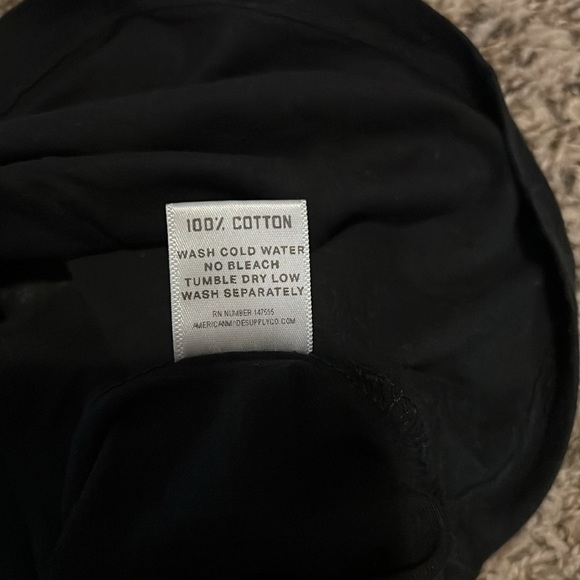 100% COTTON
WASH COLD WATER
NO BLEACH
TUMBLE DRY LOW
WASH SEPARATELY
RN NUMBER 147555
AMERICANMADESUPPLYCO.COM